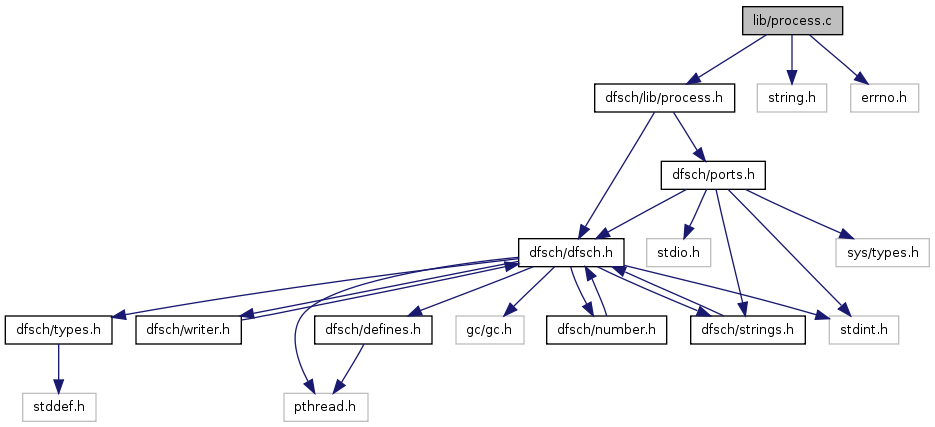 lib/process.c
dfsch/lib/process.h
string.h
errno.h
dfsch/ports.h
dfsch/dfsch.h
stdio.h
sys/types.h
dfsch/types.h
dfsch/writer.h
dfsch/defines.h
gc/gc.h
dfsch/number.h
dfsch/strings.h
stdint.h
stddef.h
pthread.h